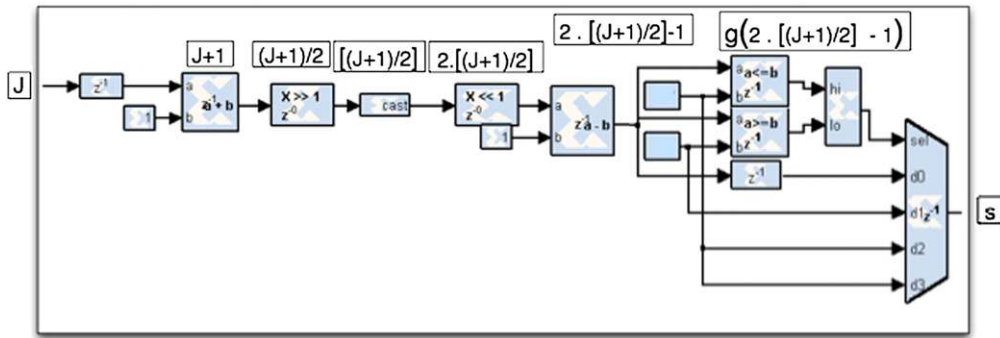 J+1
(J+1)/2
[(J+1)/2]
2.[(J+1)/2]
2 . [(J+1)/2]-1
g(2 . [(J+1)/2] - 1)
J
z-1
a
b
a + b
1
X >> 1
z-0
cast
X << 1
z-0
1
a
b
a - b
z-1
a
b
a<=b
z-1
a
b
a>=b
z-1
z-1
hi
lo
sel
d0
d1
z-1
d2
d3
s